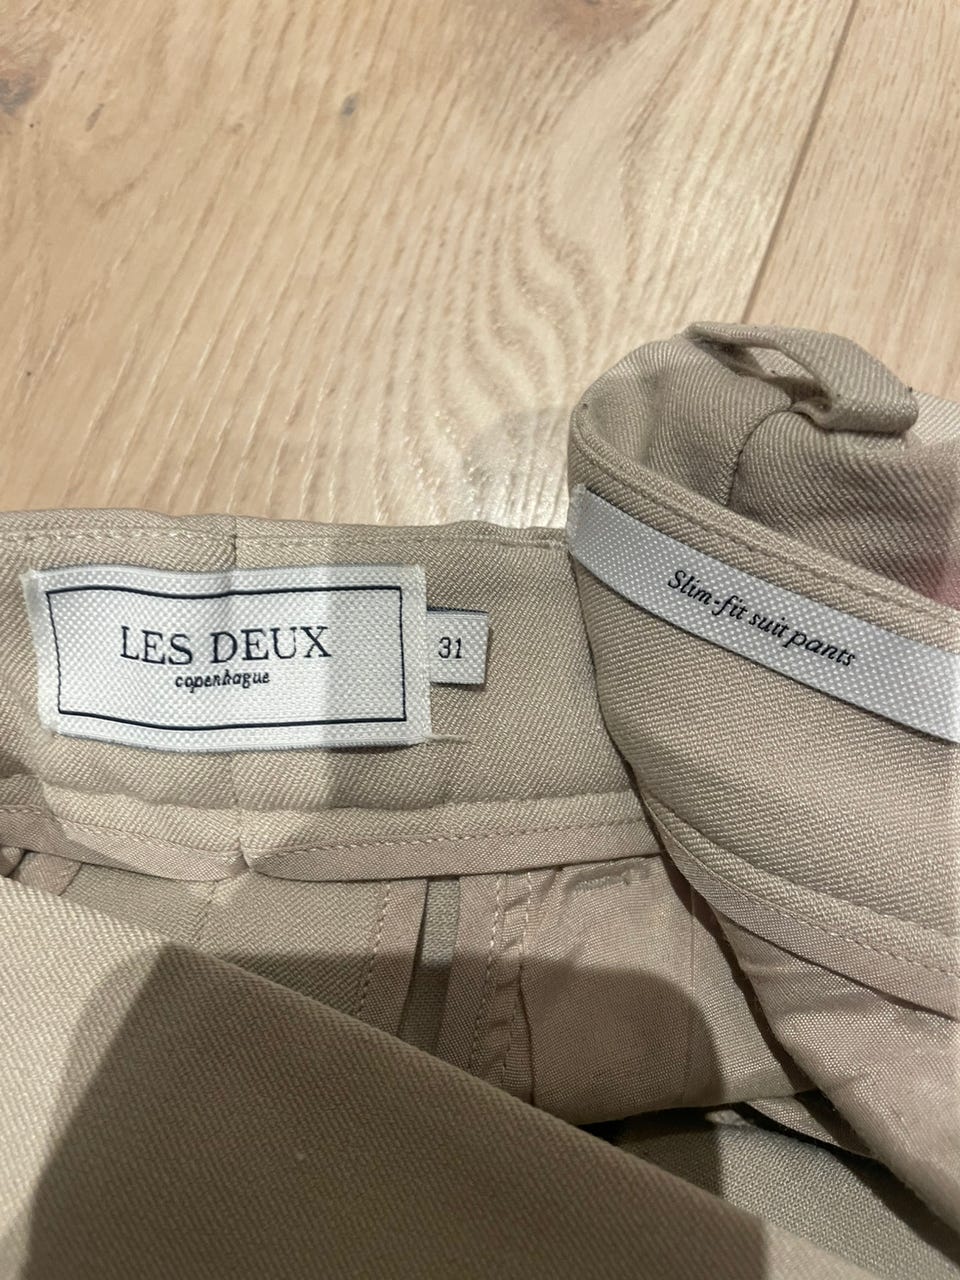 LES DEUX
copenhague
31
Slim-fit suit pants